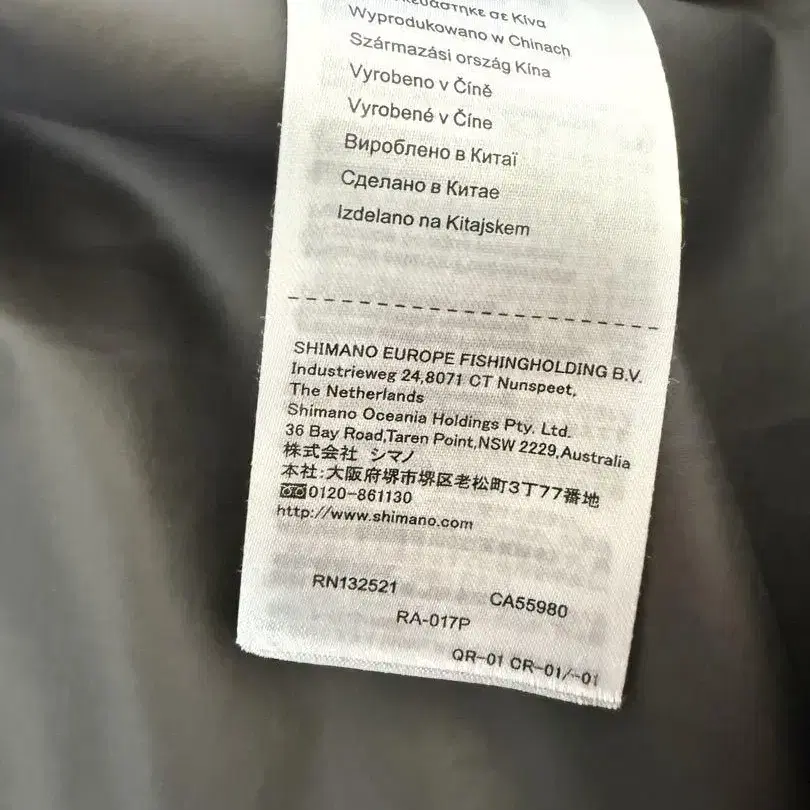 σε Κίνα
Wyprodukowano w Chinach
Származási ország Kína
Vyrobeno v Číně
Vyrobené v Číne
Вироблено в Китаї
Сделано в Китае
Izdelano na Kitajskem
SHIMANO EUROPE FISHINGHOLDING B.V.
Industrieweg 24,8071 CT Nunspeet,
The Netherlands
Shimano Oceania Holdings Pty. Ltd.
36 Bay Road,Taren Point,NSW 2229,Australia
株式会社 シマノ
本社:大阪府堺市堺区老松町3丁77番地
0120-861130
http://www.shimano.com
RN132521 CA55980
RA-017P
QR-01 CR-01/-01